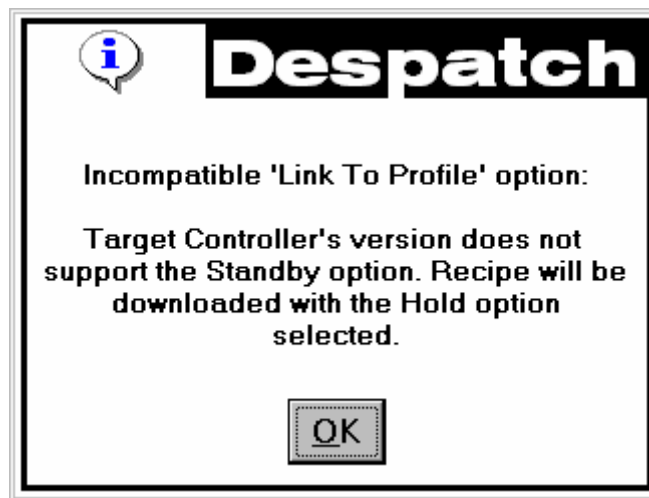 Despatch
Incompatible 'Link To Profile' option:
Target Controller's version does not
support the Standby option. Recipe will be
downloaded with the Hold option
selected.
OK